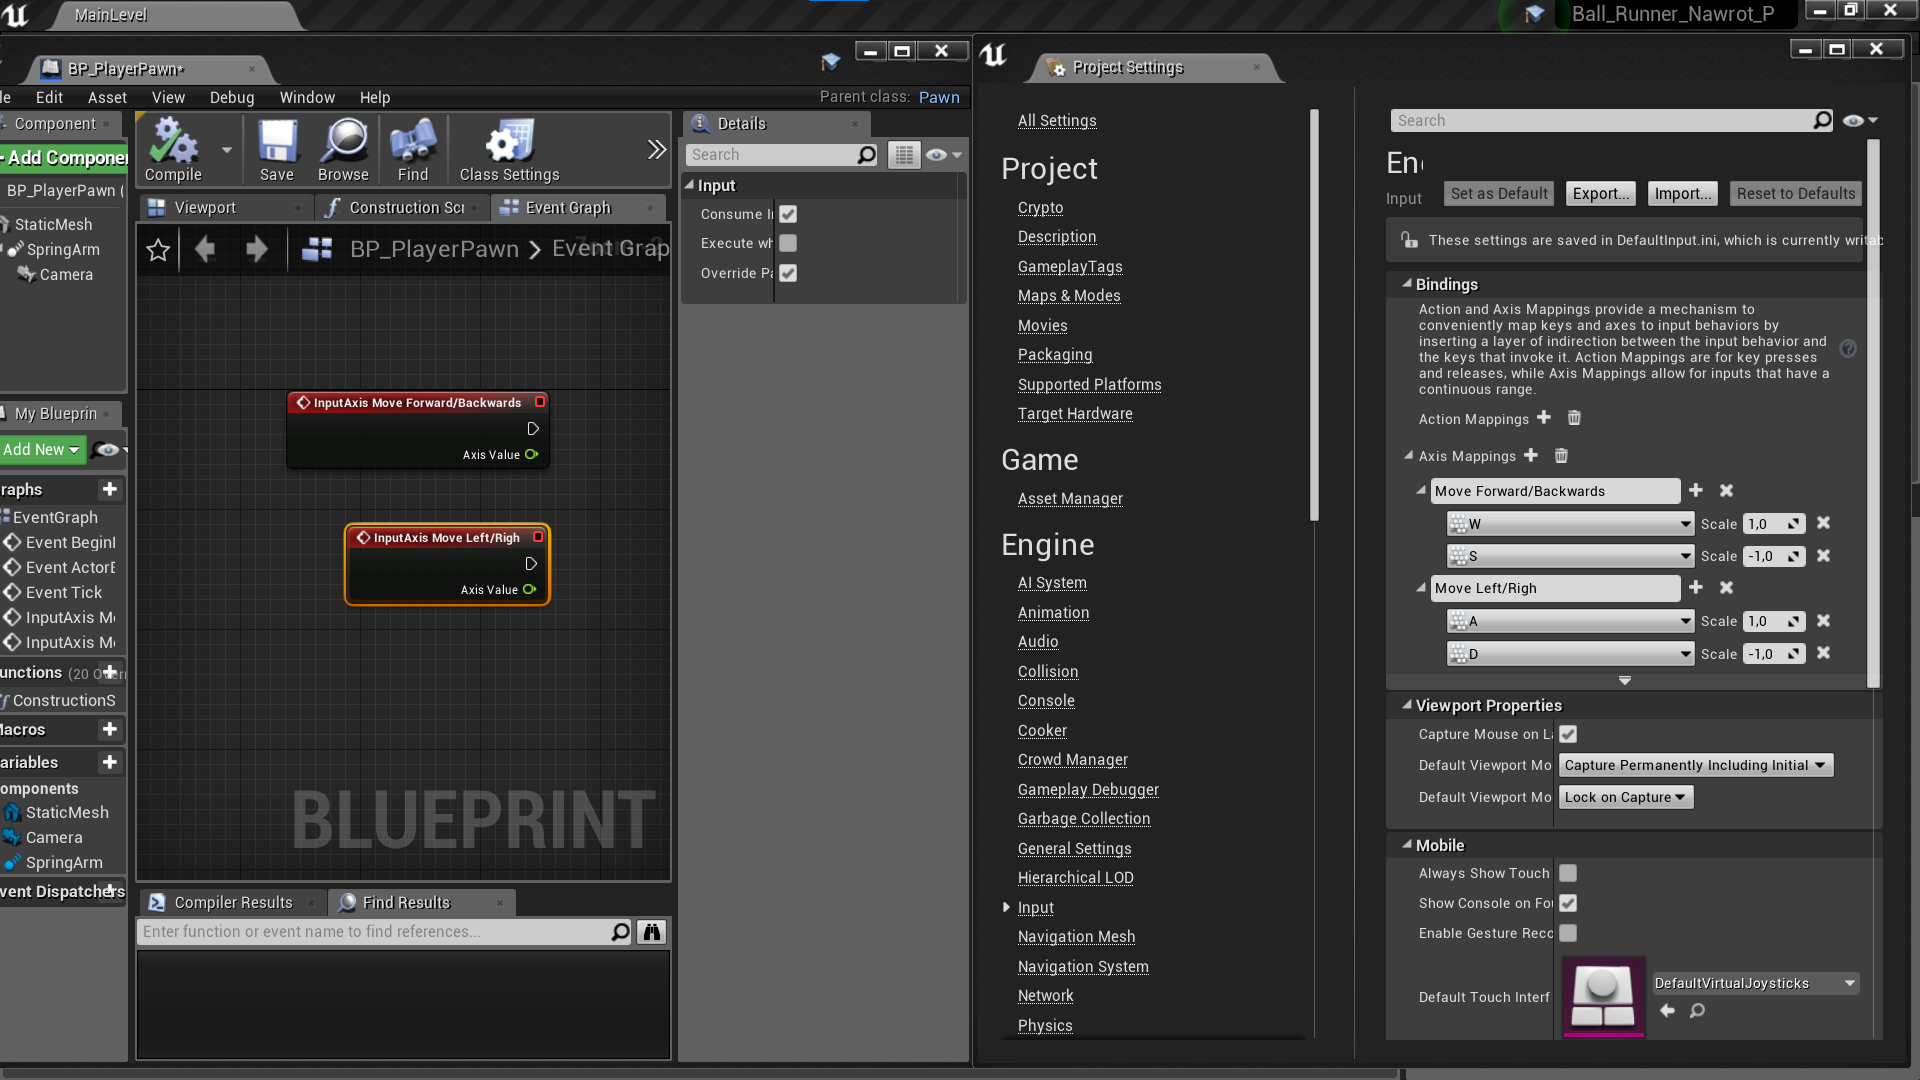 MainLevel
Ball_Runner_Nawrot_P
BP_PlayerPawn*
Project Settings
le Edit Asset View Debug Window Help
Parent class: Pawn
Component
Add Componen
BP_PlayerPawn (
StaticMesh
SpringArm
Camera
Compile
Save
Browse
Find
Class Settings
Viewport
Construction Scr
Event Graph
BP_PlayerPawn > Event Grap
InputAxis Move Forward/Backwards
Axis Value
InputAxis Move Left/Righ
Axis Value
BLUEPRINT
My Blueprin
Add New
raphs
EventGraph
Event BeginI
Event ActorE
Event Tick
InputAxis Mo
InputAxis Mo
unctions (20 Overr
ConstructionS
Macros
ariables
omponents
StaticMesh
Camera
SpringArm
vent Dispatchers
Compiler Results
Find Results
Enter function or event name to find references...
Details
Search
Input
Consume I
Execute wh
Override Pa
All Settings
Project
Crypto
Description
GameplayTags
Maps & Modes
Movies
Packaging
Supported Platforms
Target Hardware
Game
Asset Manager
Engine
AI System
Animation
Audio
Collision
Console
Cooker
Crowd Manager
Gameplay Debugger
Garbage Collection
General Settings
Hierarchical LOD
Input
Navigation Mesh
Navigation System
Network
Physics
Search
En
Input
Set as Default
Export...
Import...
Reset to Defaults
These settings are saved in DefaultInput.ini, which is currently writab
Bindings
Action and Axis Mappings provide a mechanism to
conveniently map keys and axes to input behaviors by
inserting a layer of indirection between the input behavior and
the keys that invoke it. Action Mappings are for key presses
and releases, while Axis Mappings allow for inputs that have a
continuous range.
Action Mappings
Axis Mappings
Move Forward/Backwards
W Scale 1,0
S Scale -1,0
Move Left/Righ
A Scale 1,0
D Scale -1,0
Viewport Properties
Capture Mouse on La
Default Viewport Mo Capture Permanently Including Initial
Default Viewport Mo Lock on Capture
Mobile
Always Show Touch
Show Console on Fou
Enable Gesture Reco
Default Touch Interf DefaultVirtualJoysticks